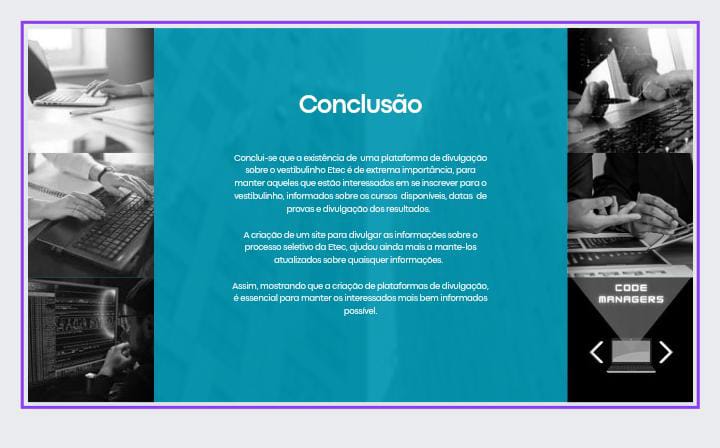 Conclusão
Conclui-se que a existência de uma plataforma de divulgação
sobre o vestibulinho Etec é de extrema importância, para
manter aqueles que estão interessados em se inscrever para o
vestibulinho, informados sobre os cursos disponíveis, datas de
provas e divulgação dos resultados.
A criação de um site para divulgar as informações sobre o
processo seletivo da Etec, ajudou ainda mais a mante-los
atualizados sobre quaisquer informações.
Assim, mostrando que a criação de plataformas de divulgação,
é essencial para manter os interessados mais bem informados
possível.
CODE
MANAGERS